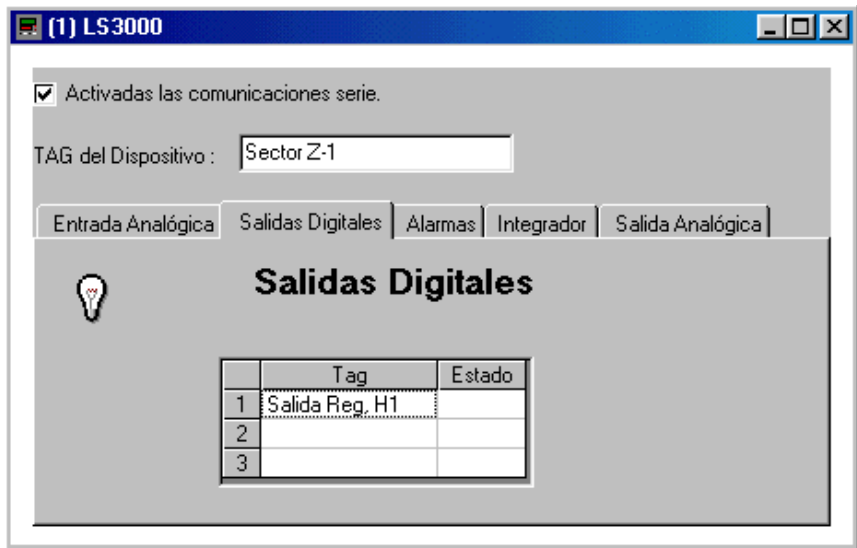 (1) LS3000
Activadas las comunicaciones serie.
TAG del Dispositivo :
Sector Z-1
Entrada Analógica
Salidas Digitales
Alarmas
Integrador
Salida Analógica
Salidas Digitales
Tag Estado
1 Salida Reg, H1
2
3